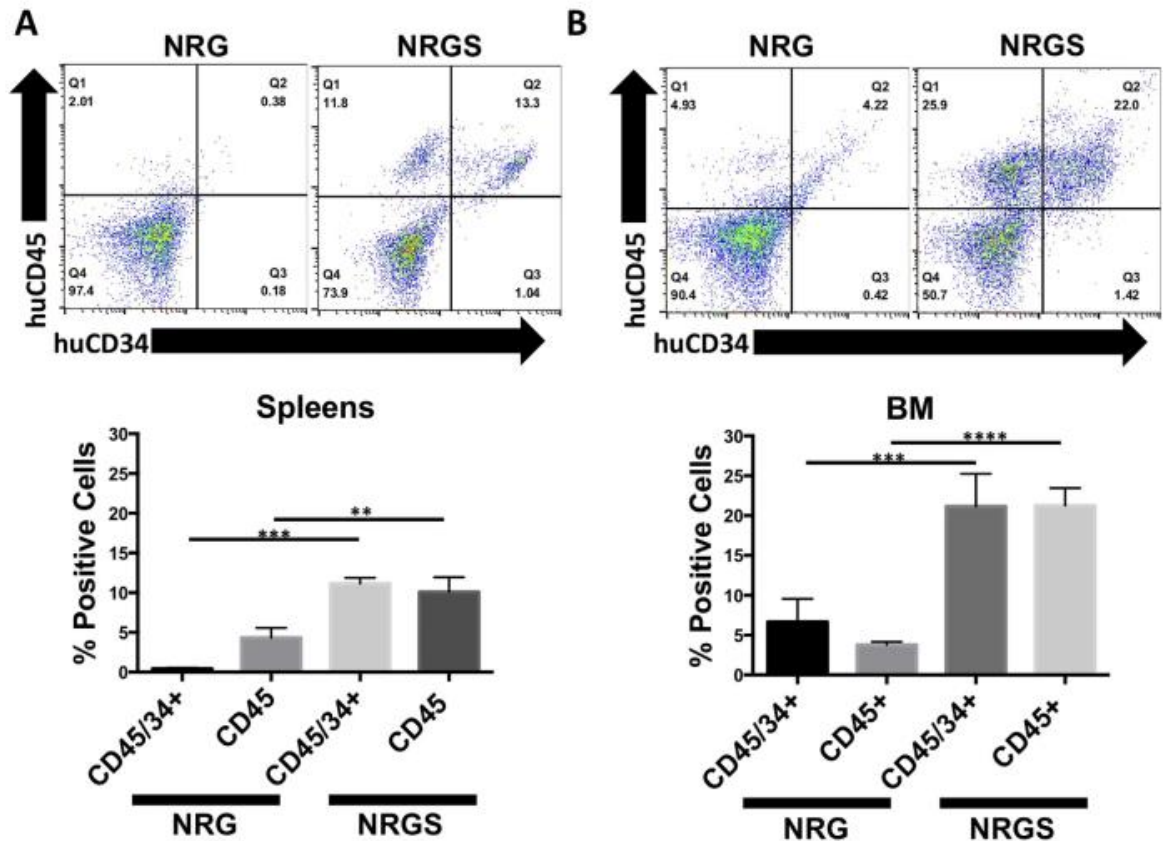 A
NRG
NRGS
Q1
2.01
Q2
0.38
Q4
97.4
Q3
0.18
Q1
11.8
Q2
13.3
Q4
73.9
Q3
1.04
huCD45
huCD34
Spleens
% Positive Cells
30
25
20
15
10
5
0
***
**
CD45/34+
CD45
CD45/34+
CD45
NRG
NRGS
B
NRG
NRGS
Q1
4.93
Q2
4.22
Q4
90.4
Q3
0.42
Q1
25.9
Q2
22.0
Q4
50.7
Q3
1.42
huCD45
huCD34
BM
% Positive Cells
30
25
20
15
10
5
0
***
****
CD45/34+
CD45+
CD45/34+
CD45+
NRG
NRGS